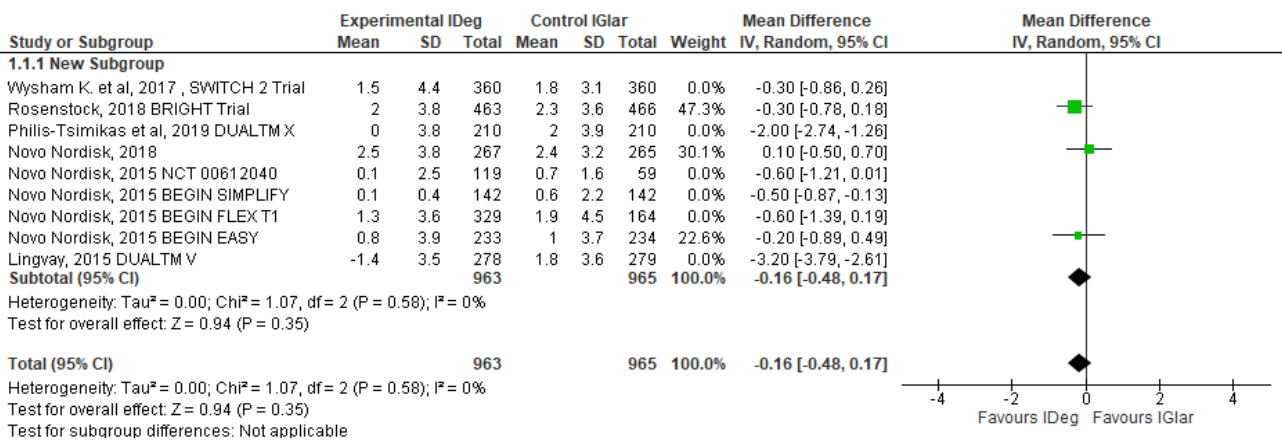 Experimental IDeg Control IGlar Mean Difference Mean Difference
Study or Subgroup Mean SD Total Mean SD Total Weight IV, Random, 95% CI IV, Random, 95% CI
1.1.1 New Subgroup
Wysham K. et al, 2017 , SWITCH 2 Trial 1.5 4.4 360 1.8 3.1 360 0.0% -0.30 [-0.86, 0.26]
Rosenstock, 2018 BRIGHT Trial 2 3.8 463 2.3 3.6 466 47.3% -0.30 [-0.78, 0.18]
Philis-Tsimikas et al, 2019 DUALTM X 0 3.8 210 2 3.9 210 0.0% -2.00 [-2.74, -1.26]
Novo Nordisk, 2018 2.5 3.8 267 2.4 3.2 265 30.1% 0.10 [-0.50, 0.70]
Novo Nordisk, 2015 NCT 00612040 0.1 2.5 119 0.7 1.6 59 0.0% -0.60 [-1.21, 0.01]
Novo Nordisk, 2015 BEGIN SIMPLIFY 0.1 0.4 142 0.6 2.2 142 0.0% -0.50 [-0.87, -0.13]
Novo Nordisk, 2015 BEGIN FLEX T1 1.3 3.6 329 1.9 4.5 164 0.0% -0.60 [-1.39, 0.19]
Novo Nordisk, 2015 BEGIN EASY 0.8 3.9 233 1 3.7 234 22.6% -0.20 [-0.89, 0.49]
Lingvay, 2015 DUALTM V -1.4 3.5 278 1.8 3.6 279 0.0% -3.20 [-3.79, -2.61]
Subtotal (95% CI) 963 965 100.0% -0.16 [-0.48, 0.17]
Heterogeneity: Tau² = 0.00; Chi² = 1.07, df = 2 (P = 0.58); I² = 0%
Test for overall effect: Z = 0.94 (P = 0.35)
Total (95% CI) 963 965 100.0% -0.16 [-0.48, 0.17]
Heterogeneity: Tau² = 0.00; Chi² = 1.07, df = 2 (P = 0.58); I² = 0%
Test for overall effect: Z = 0.94 (P = 0.35)
Test for subgroup differences: Not applicable
-4 -2 0 2 4
Favours IDeg Favours IGlar